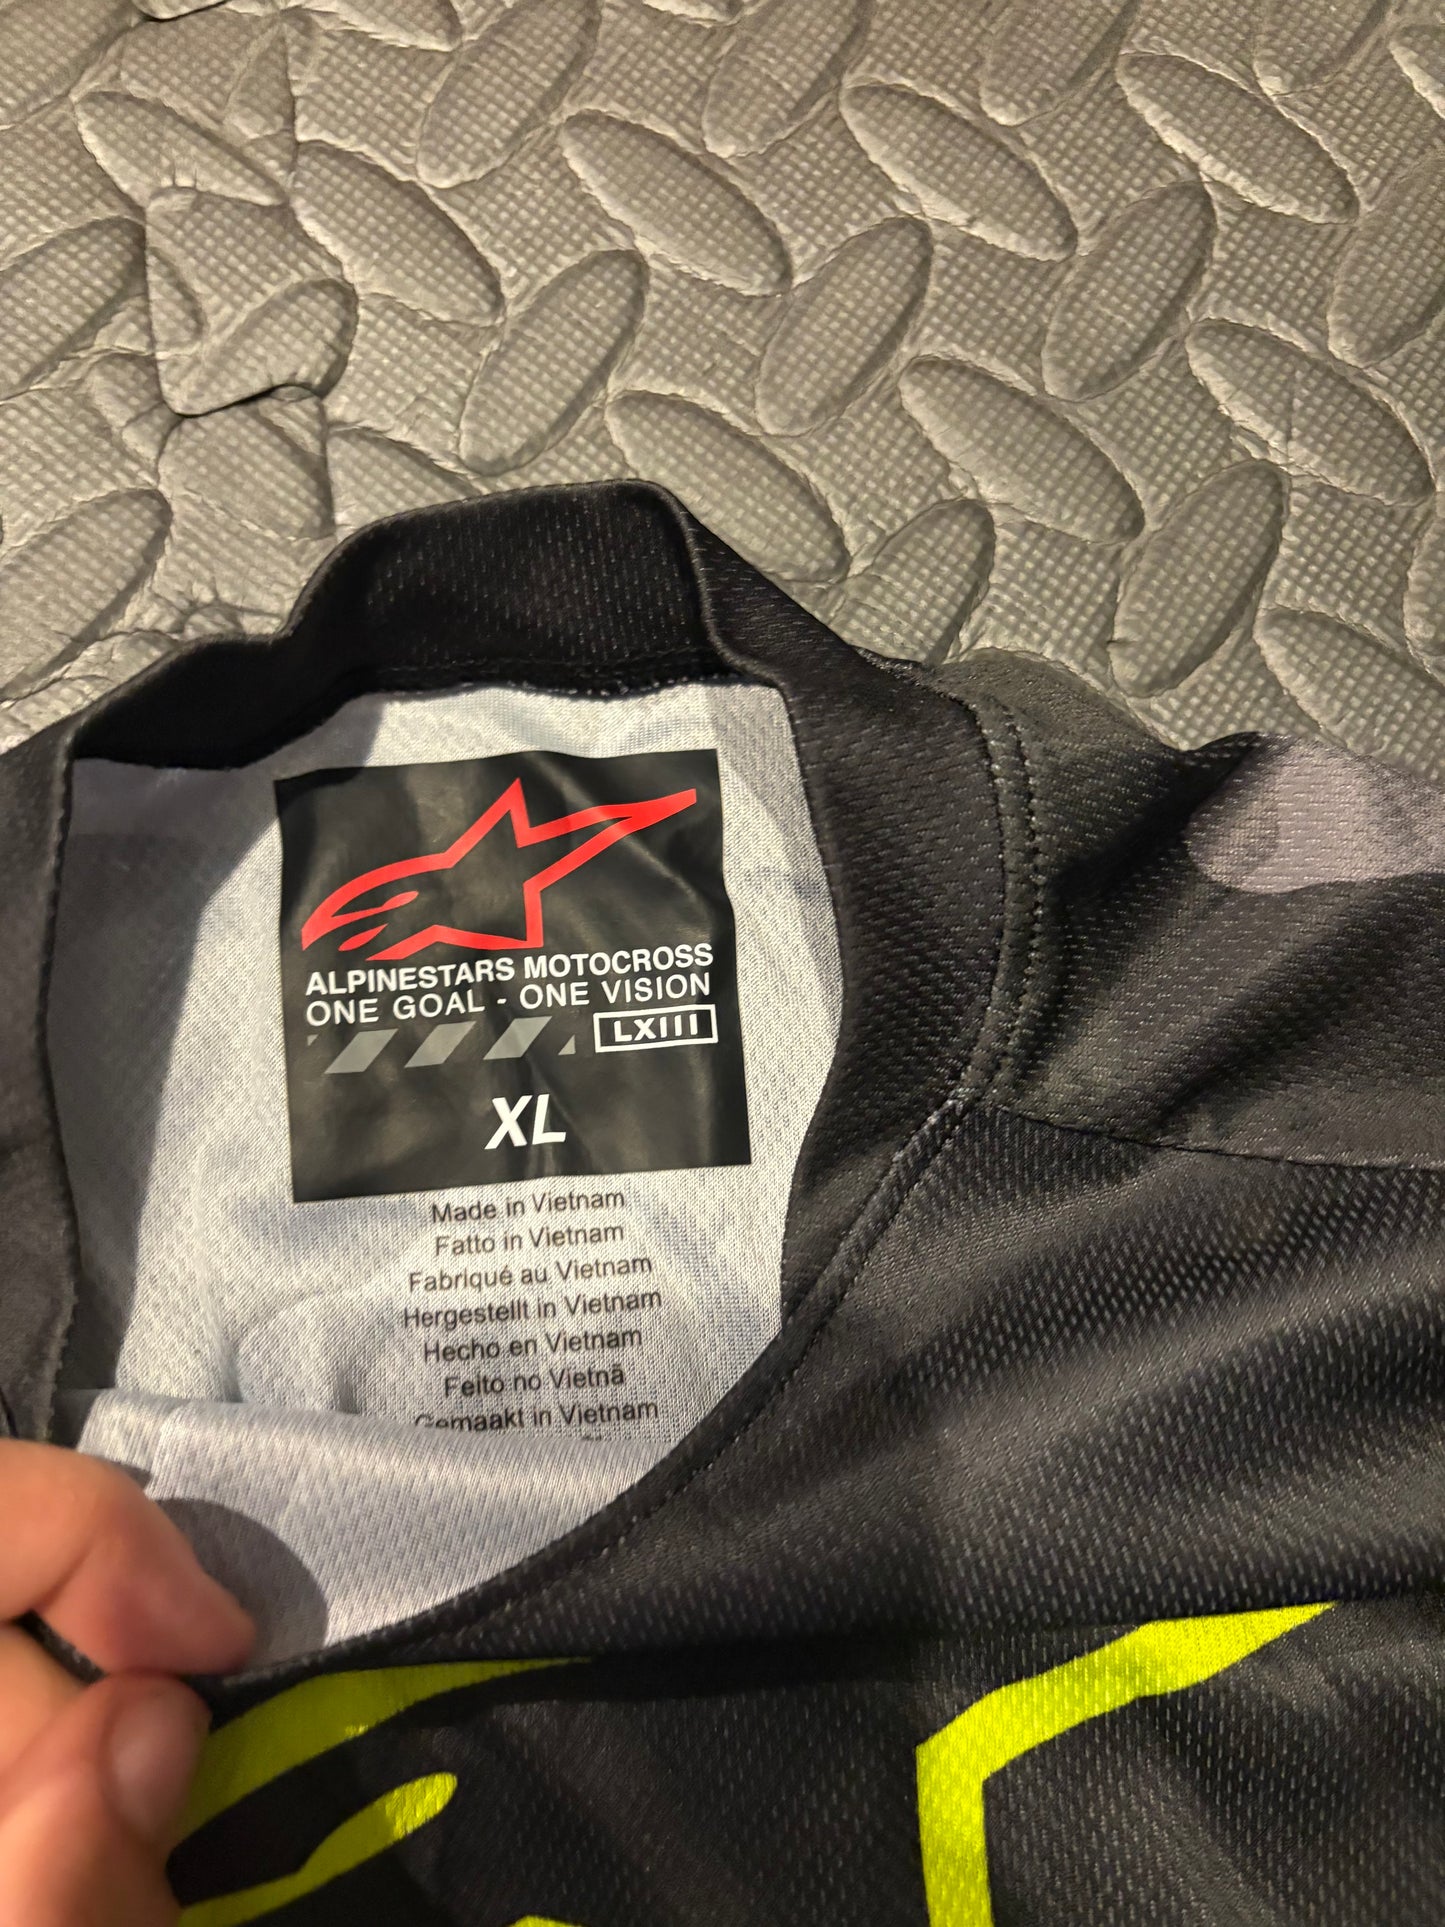 ALPINESTARS MOTOCROSS
ONE GOAL - ONE VISION
LXIII
XL
Made in Vietnam
Fatto in Vietnam
Fabriqué au Vietnam
Hergestellt in Vietnam
Hecho en Vietnam
Feito no Vietnã
Gemaakt in Vietnam